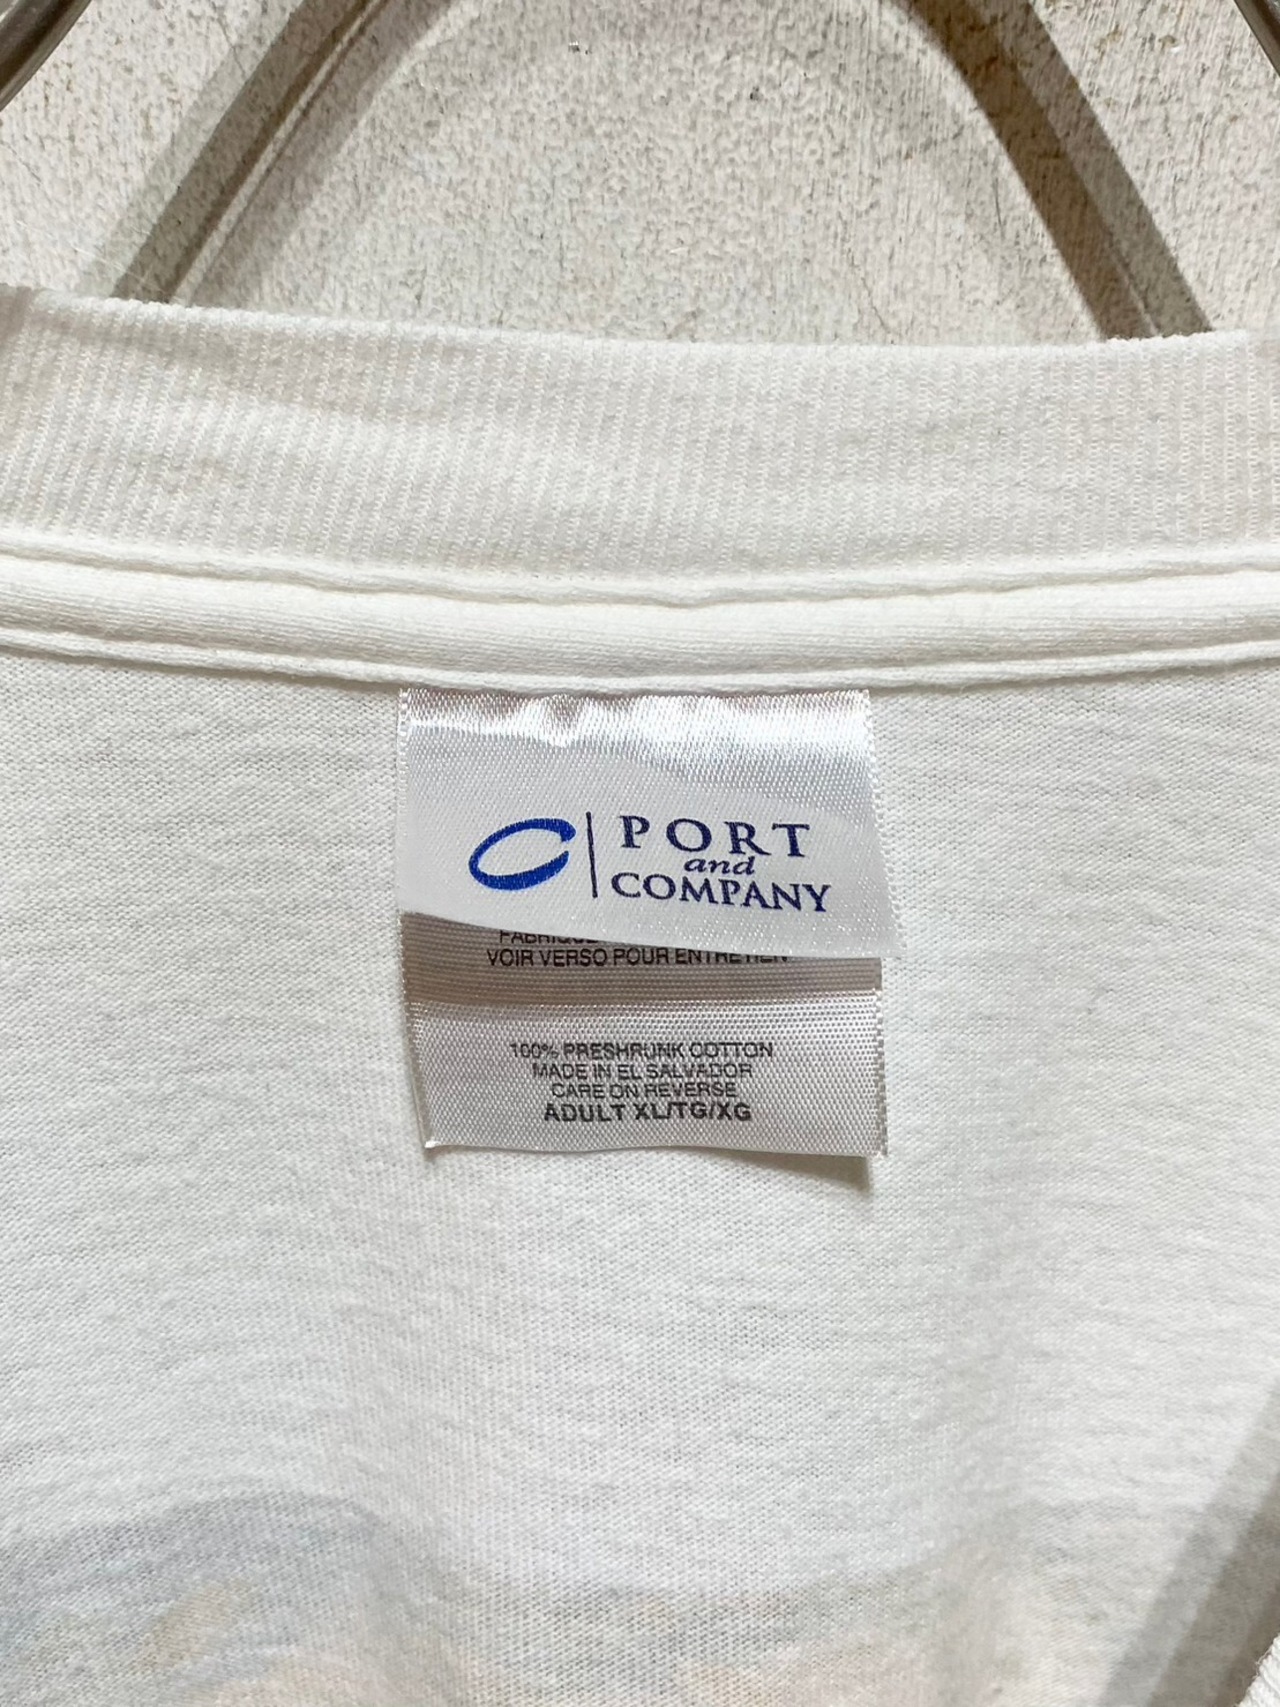 PORT
and
COMPANY
VOIR VERSO POUR ENTRETIEN
100% PRESHRUNK COTTON
MADE IN EL SALVADOR
CARE ON REVERSE
ADULT XL/TG/XG